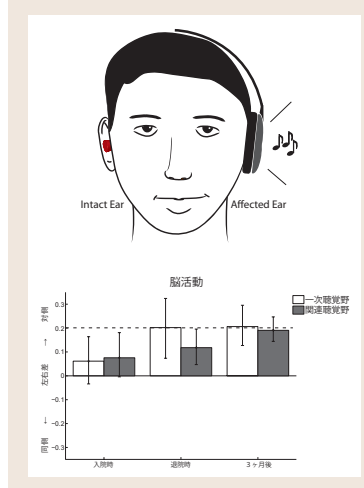 Intact Ear
Affected Ear
脳活動
一次聴覚野
関連聴覚野
対側
→
左右差
←
同側
0.3
0.2
0.1
0
−0.1
−0.2
−0.3
入院時
退院時
3ヶ月後